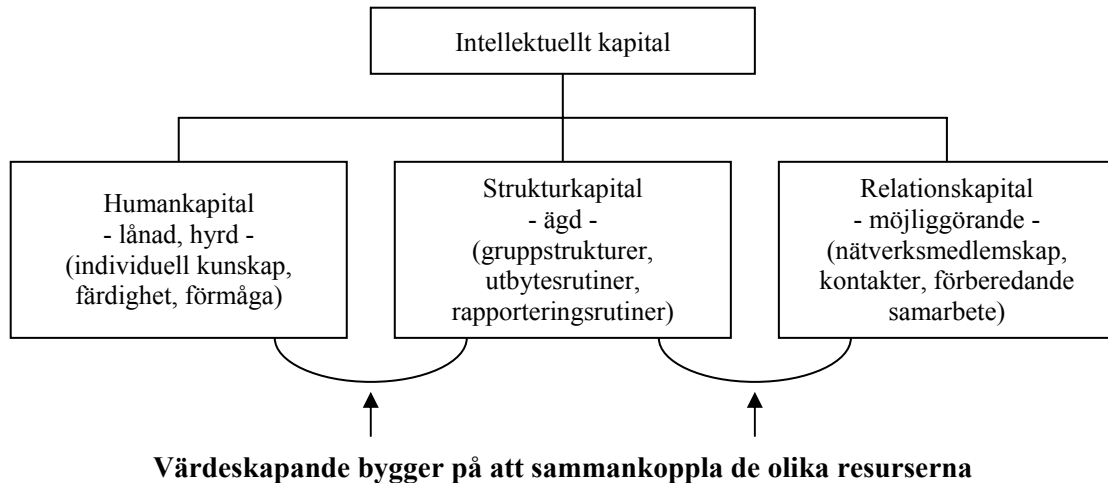 Intellektuellt kapital
Humankapital
- lånad, hyrd -
(individuell kunskap,
färdighet, förmåga)
Strukturkapital
- ägd -
(gruppstrukturer,
utbytesrutiner,
rapporteringsrutiner)
Relationskapital
- möjliggörande -
(nätverksmedlemskap,
kontakter, förberedande
samarbete)
Värdeskapande bygger på att sammankoppla de olika resurserna